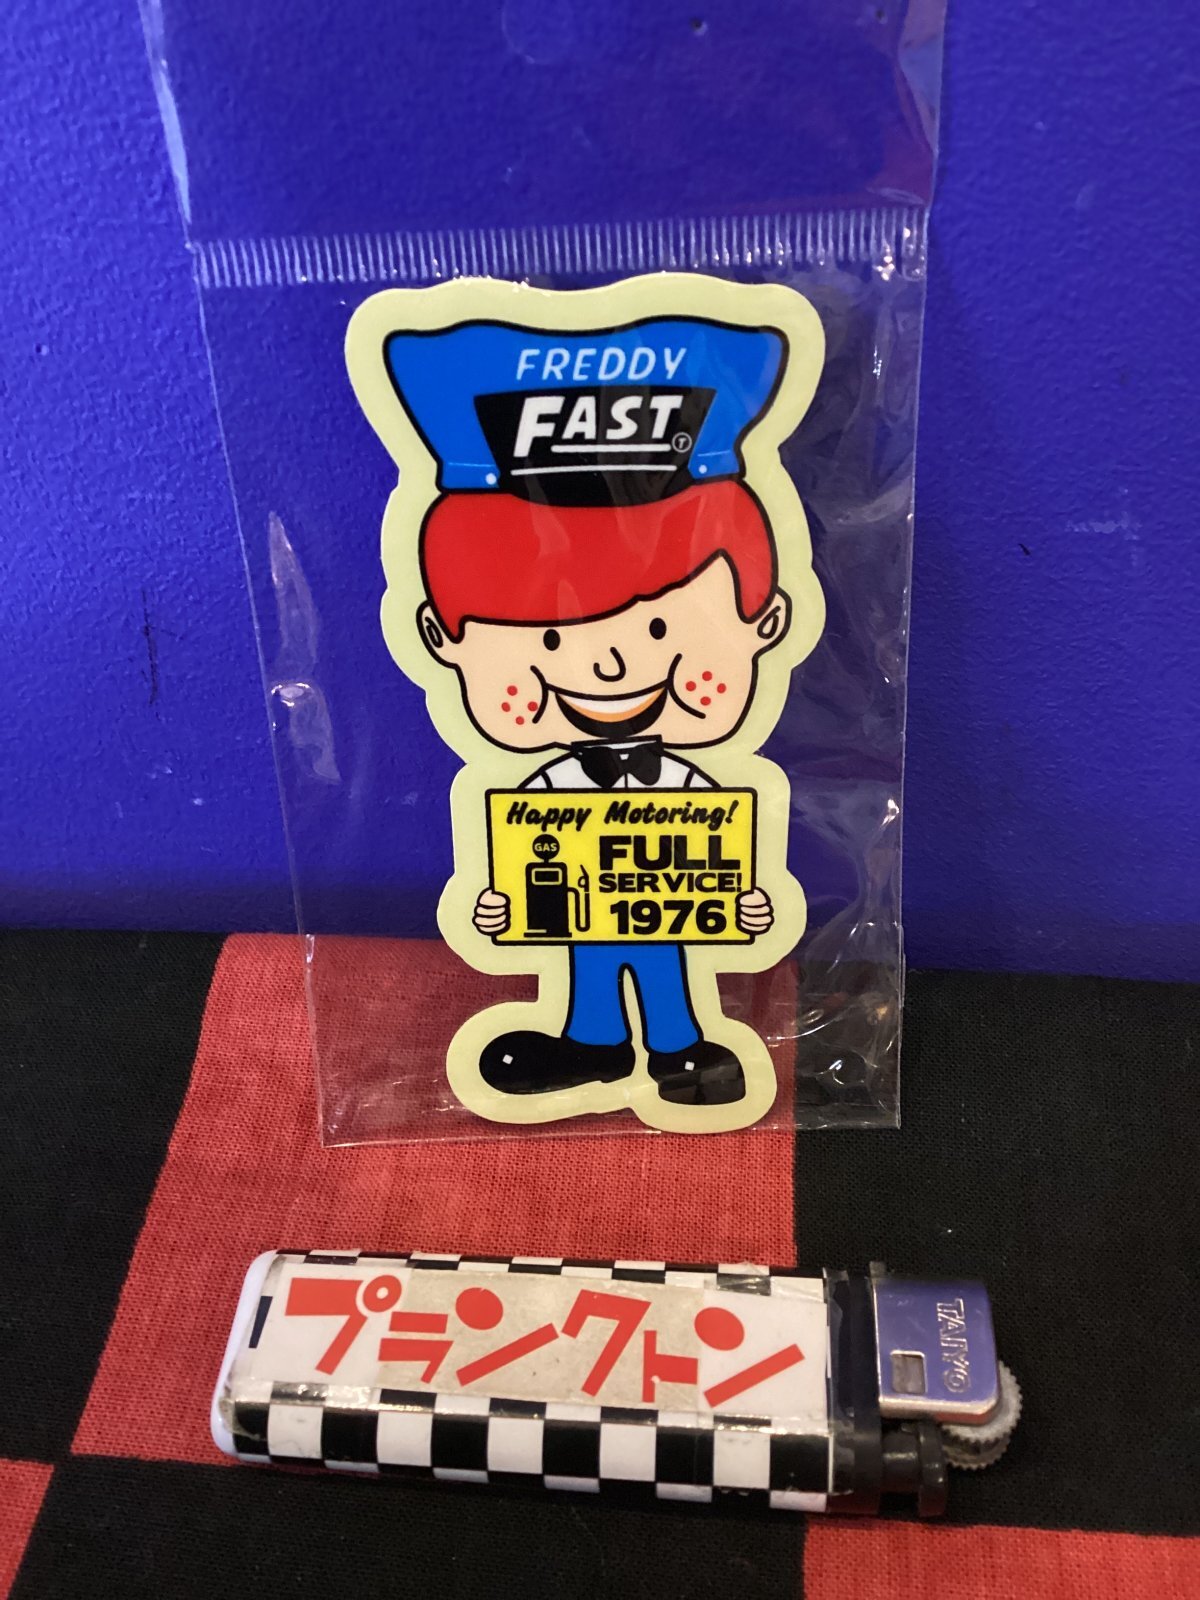 FREDDY
FAST
T
Happy Motoring!
GAS
FULL
SERVICE!
1976
プランクトン
TAIYO